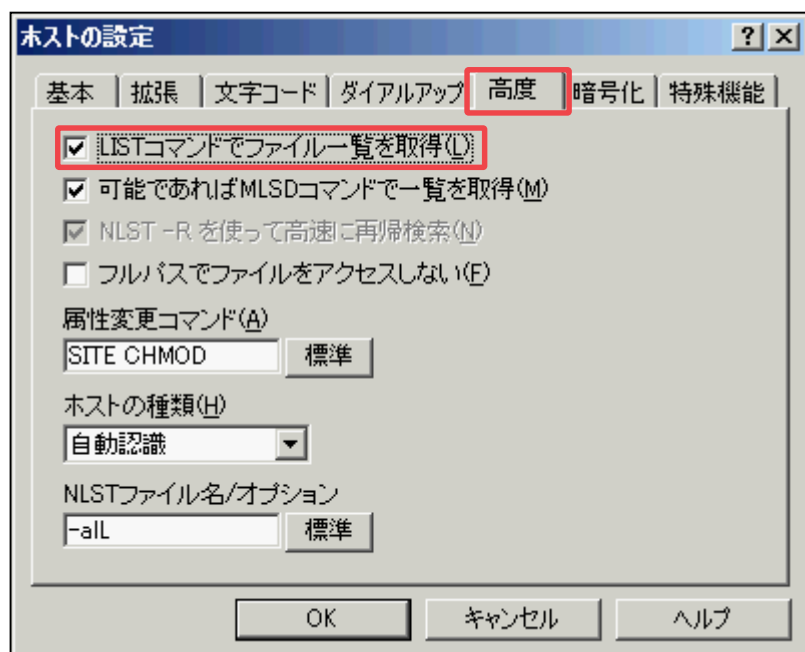 ホストの設定
基本 拡張 文字コード ダイアルアップ 高度 暗号化 特殊機能
LISTコマンドでファイル一覧を取得(L)
可能であればMLSDコマンドで一覧を取得(M)
NLST -R を使って高速に再帰検索(N)
フルパスでファイルをアクセスしない(F)
属性変更コマンド(A)
SITE CHMOD 標準
ホストの種類(H)
自動認識
NLSTファイル名/オプション
-alL 標準
OK キャンセル ヘルプ